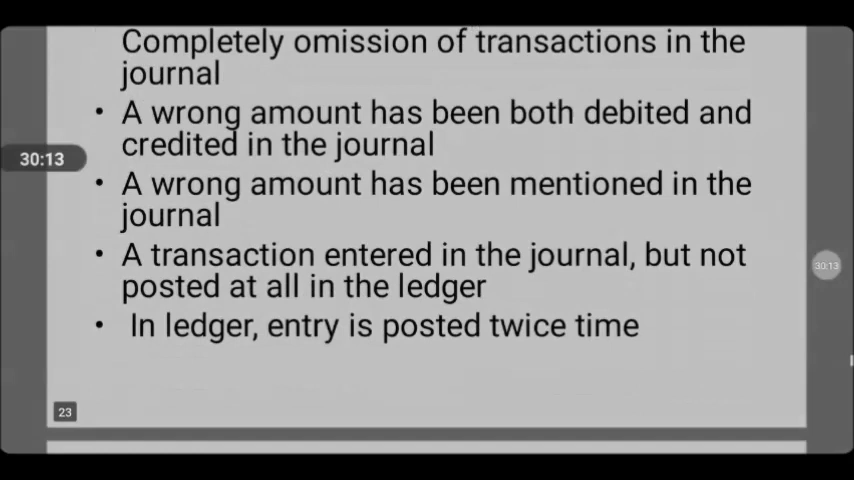 Completely omission of transactions in the
journal
• A wrong amount has been both debited and
credited in the journal
30:13
• A wrong amount has been mentioned in the
journal
• A transaction entered in the journal, but not
posted at all in the ledger
30:13
• In ledger, entry is posted twice time
23